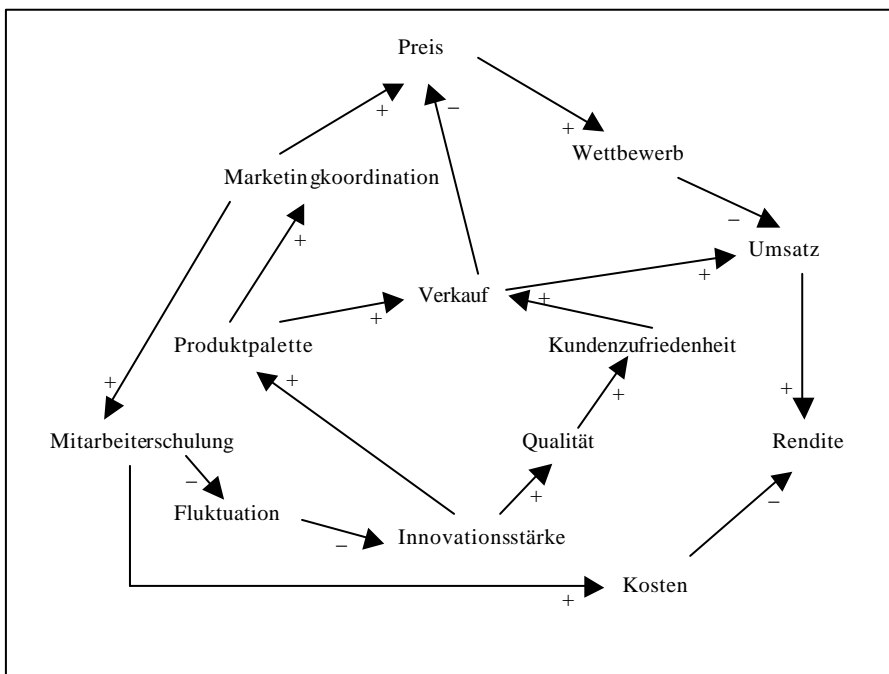 Preis
+
−
+
Wettbewerb
Marketingkoordination
−
+
Umsatz
+
Verkauf
+
+
Produktpalette
Kundenzufriedenheit
+
+
+
+
Mitarbeiterschulung
Qualität
Rendite
−
+
−
Fluktuation
Innovationsstärke
−
Kosten
+